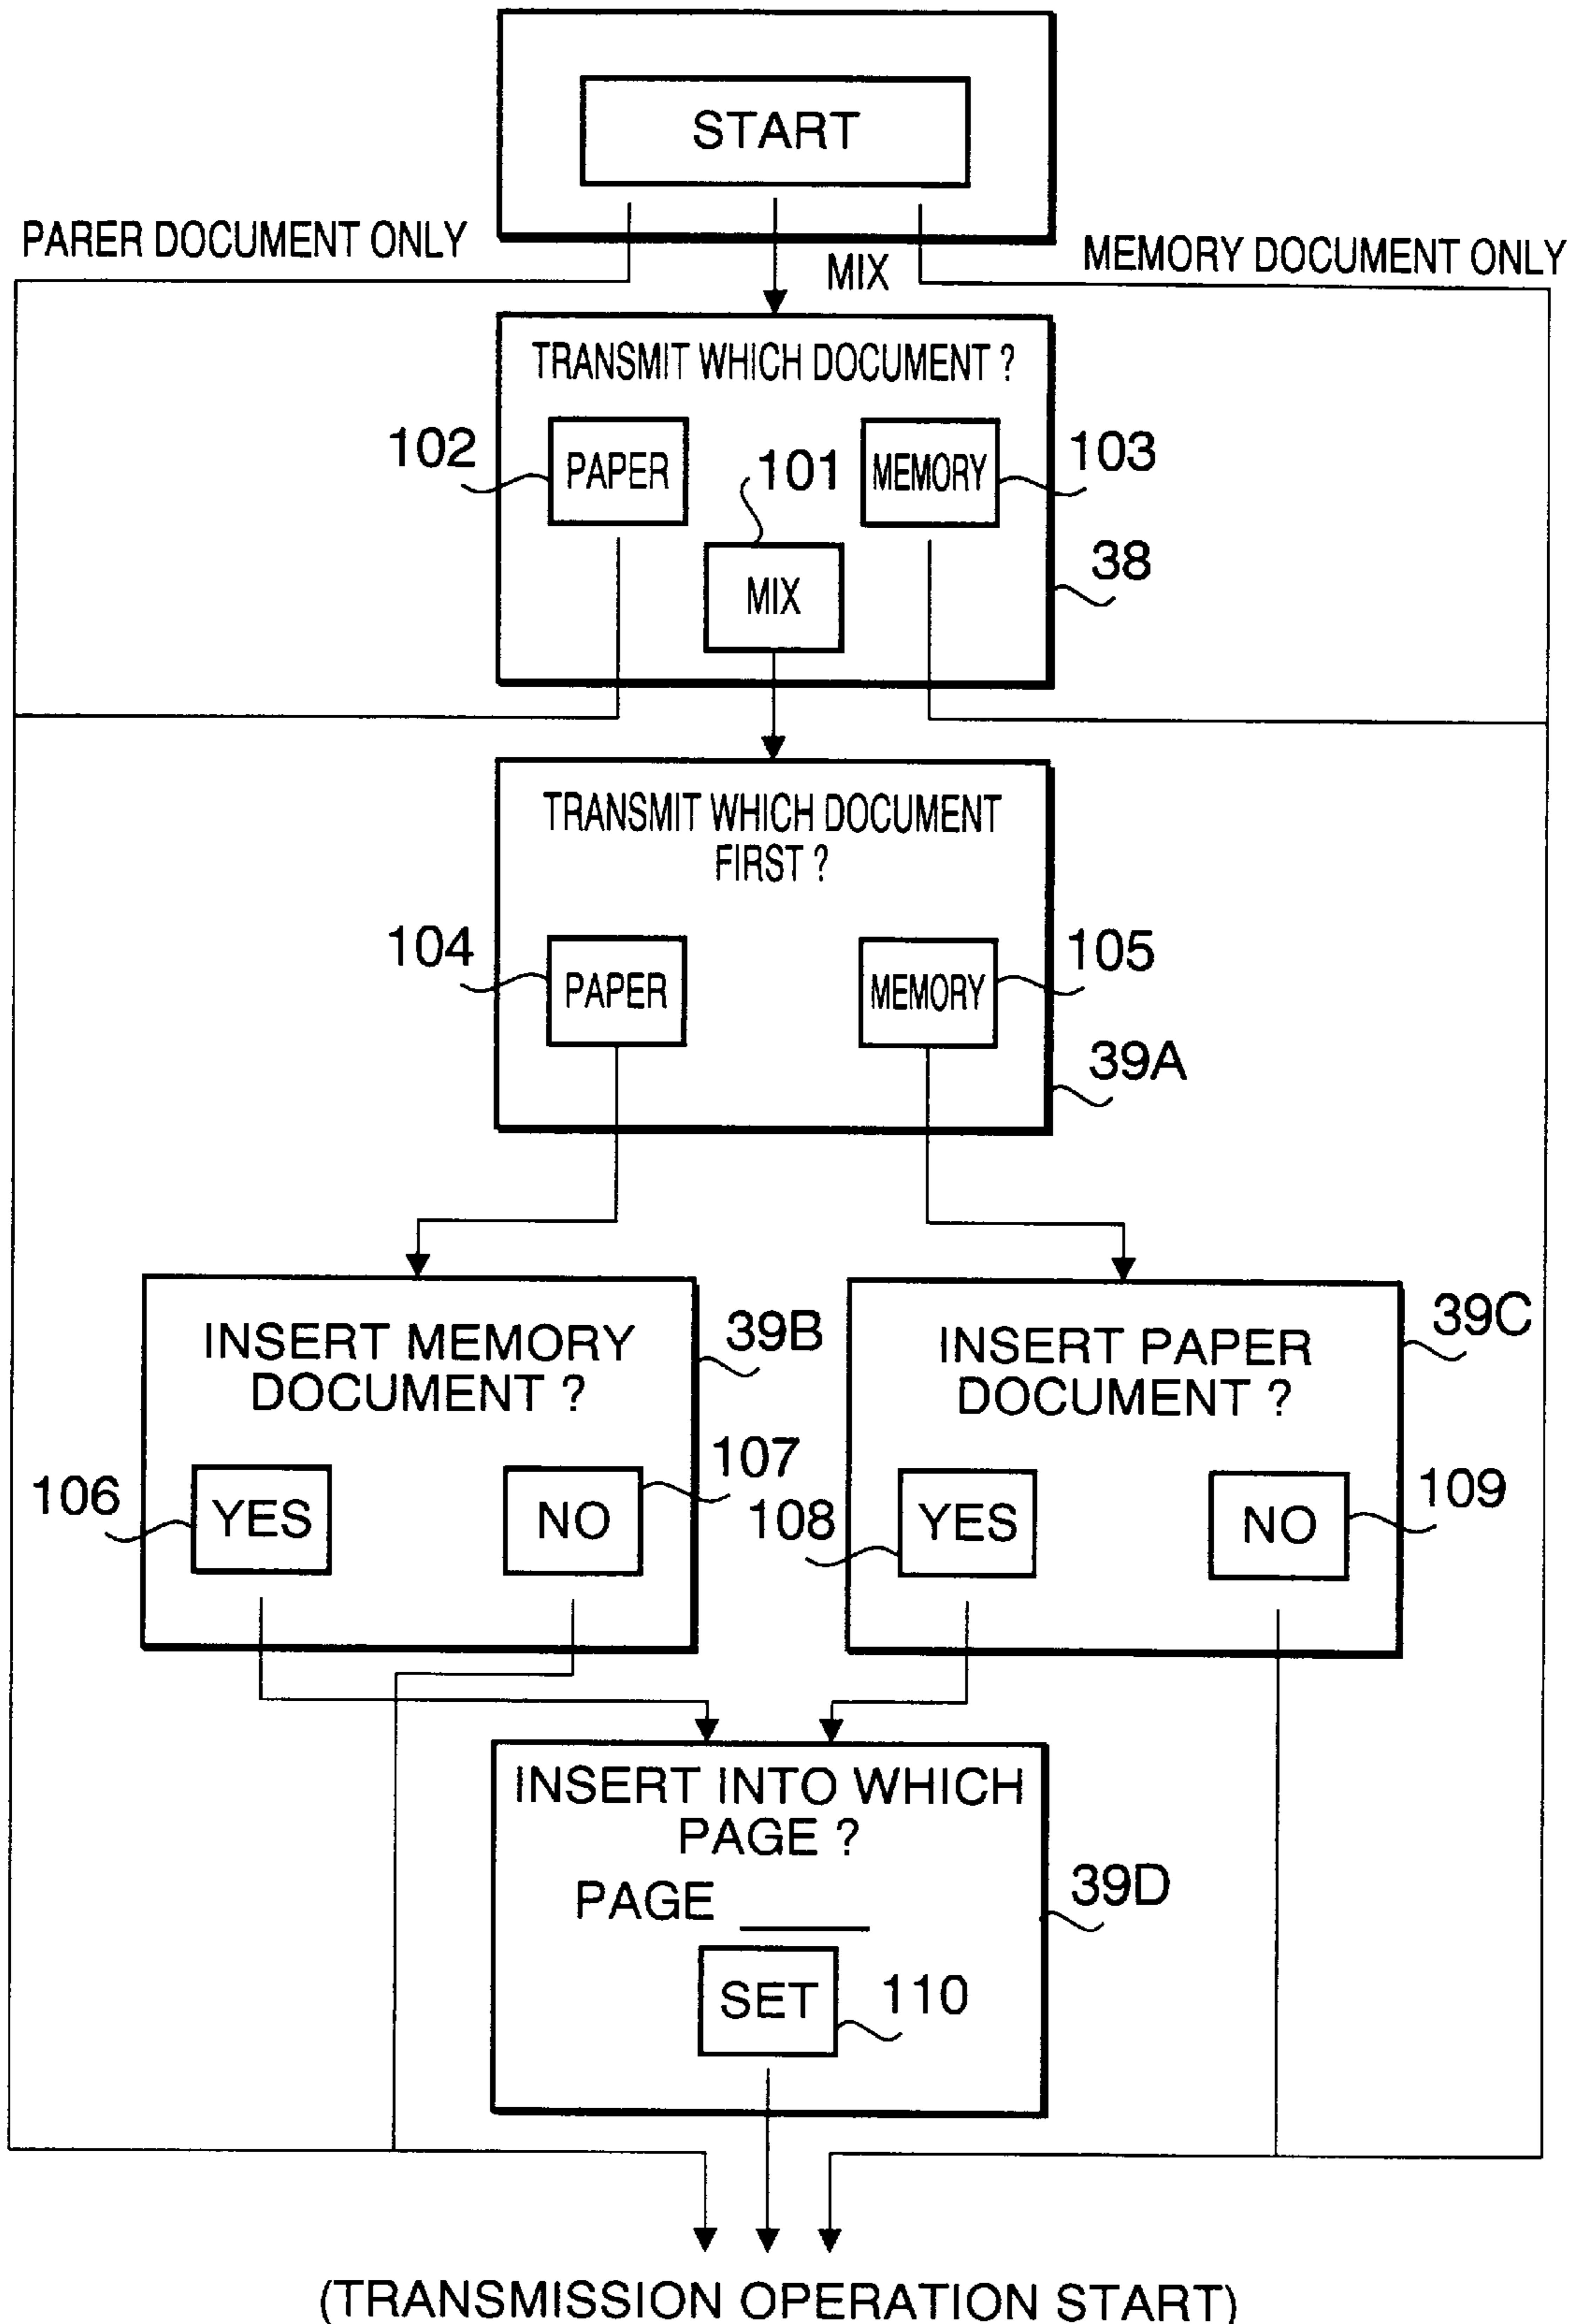 START
PARER DOCUMENT ONLY
MIX
MEMORY DOCUMENT ONLY
TRANSMIT WHICH DOCUMENT ?
102
PAPER
101
MEMORY
103
MIX
38
TRANSMIT WHICH DOCUMENT
FIRST ?
104
PAPER
MEMORY
105
39A
INSERT MEMORY
DOCUMENT ?
39B
106
YES
NO
107
INSERT PAPER
DOCUMENT ?
39C
108
YES
NO
109
INSERT INTO WHICH
PAGE ?
PAGE
39D
SET
110
(TRANSMISSION OPERATION START)